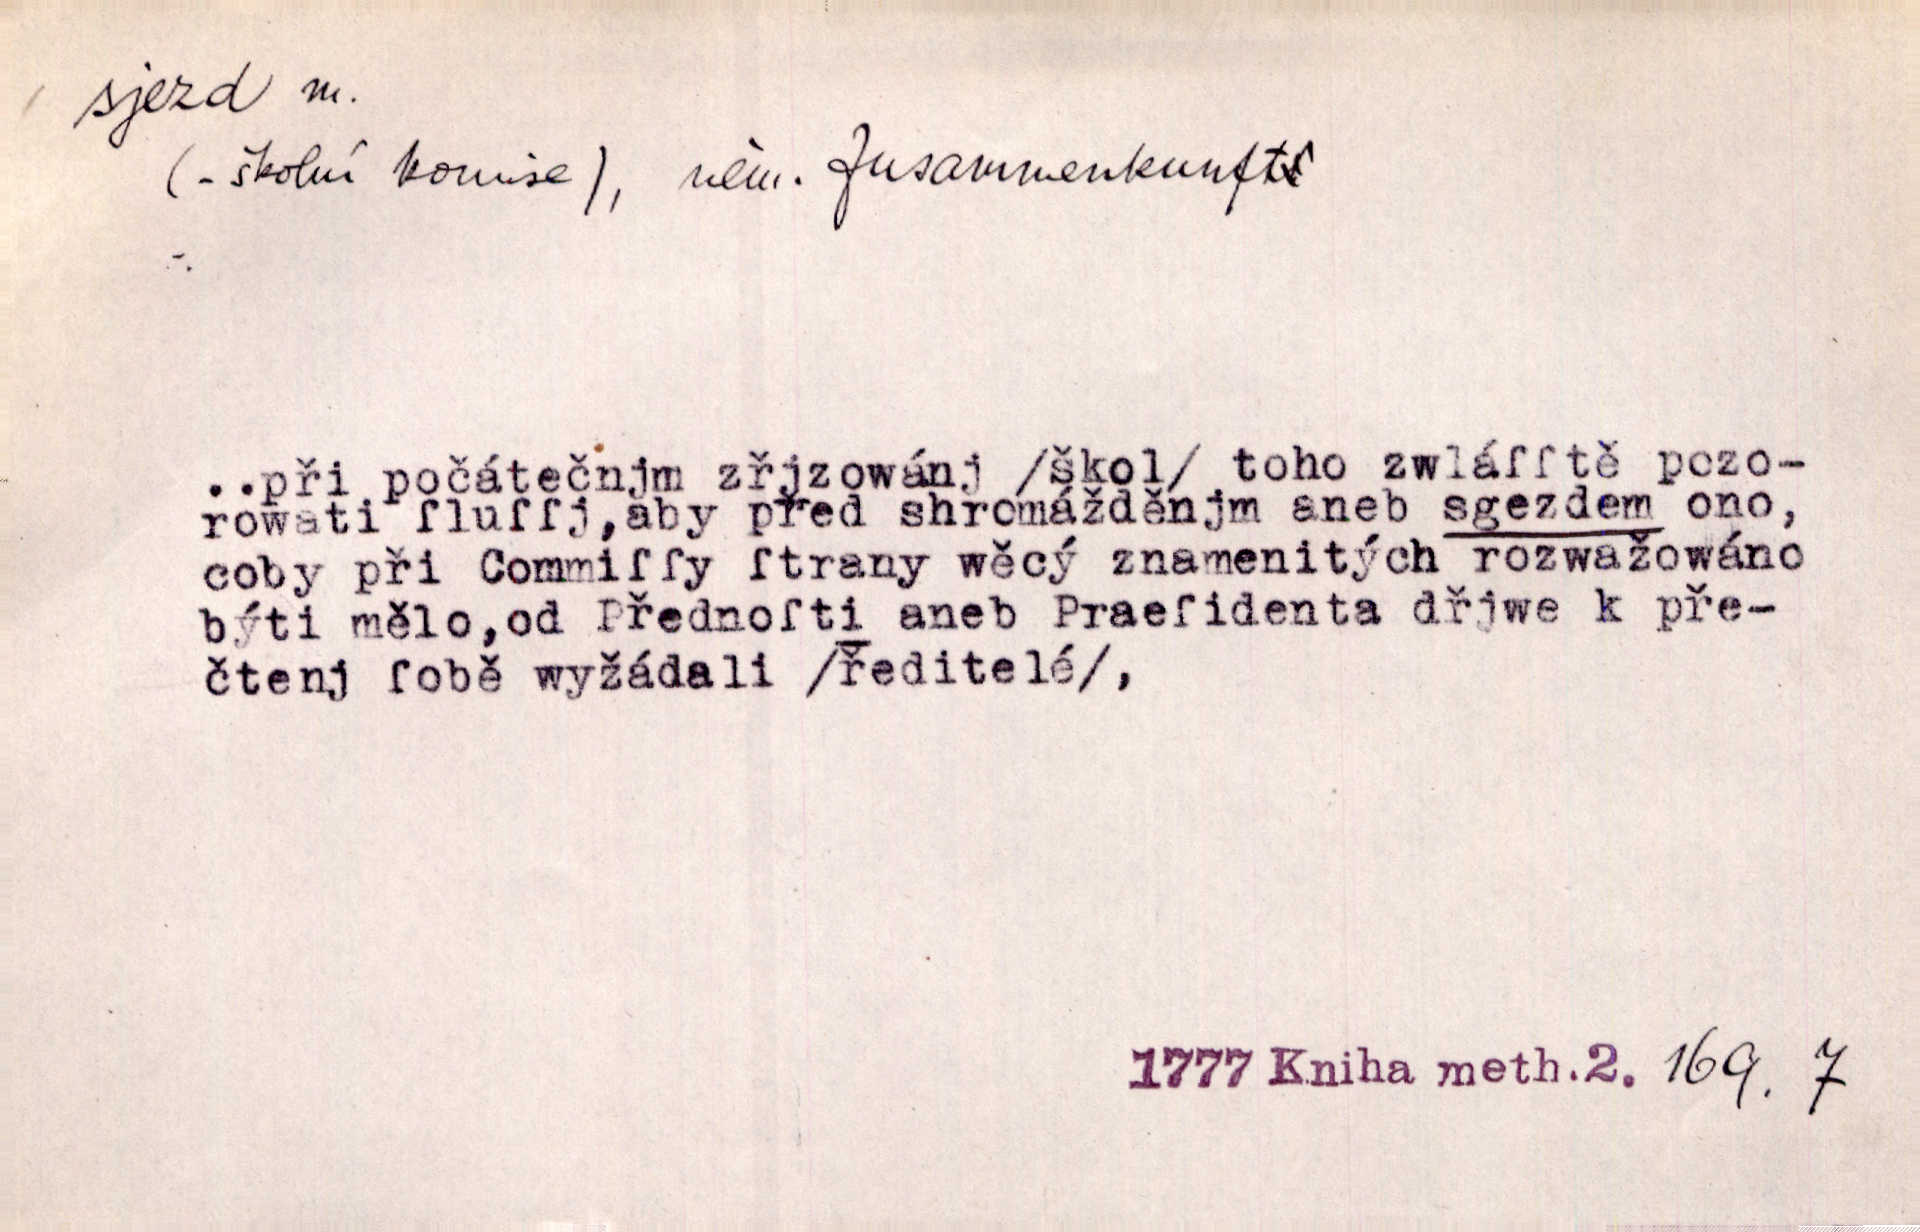 sjezd m.
(- školní komise), něm. Zusammenkunft
-.
..při počátečnjm zřjzowánj /škol/ toho zwláſſtě pozo-
rowati ſluſſj,aby před shromážděnjm aneb sgezdem ono,
coby při Commiſſy ſtrany wěcý znamenitých rozwažowáno
býti mělo,od Přednoſti aneb Praeſidenta dřjwe k pře-
čtenj ſobě wyžádali /ředitelé/,
1777 Kniha meth.2. 169. 7